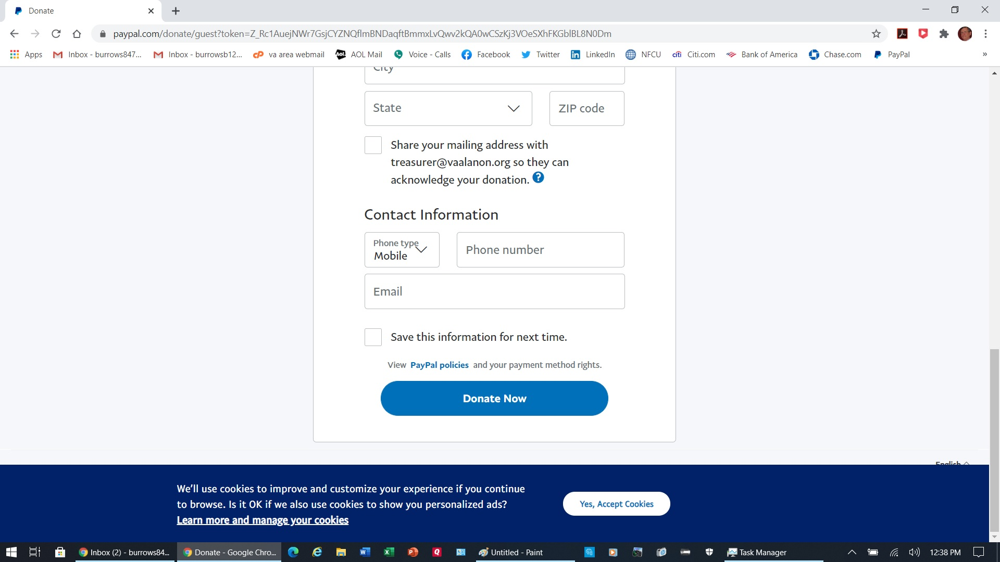 Donate
paypal.com/donate/guest?token=Z_Rc1AuejNWr7GsjCYZNQflmBNDaqftBmmxLvQwv2kQA0wCSzKj3VOeSXhFKGblBL8N0Dm
Apps Inbox - burrows847... Inbox - burrowsb12... va area webmail AOL Mail Voice - Calls Facebook Twitter LinkedIn NFCU Citi.com Bank of America Chase.com PayPal »
City
State ZIP code
Share your mailing address with
treasurer@vaalanon.org so they can
acknowledge your donation. ?
Contact Information
Phone type
Mobile
Phone number
Email
Save this information for next time.
View PayPal policies and your payment method rights.
Donate Now
English
We'll use cookies to improve and customize your experience if you continue
to browse. Is it OK if we also use cookies to show you personalized ads?
Learn more and manage your cookies
Yes, Accept Cookies
Inbox (2) - burrows84... Donate - Google Chro... Untitled - Paint Task Manager 12:38 PM